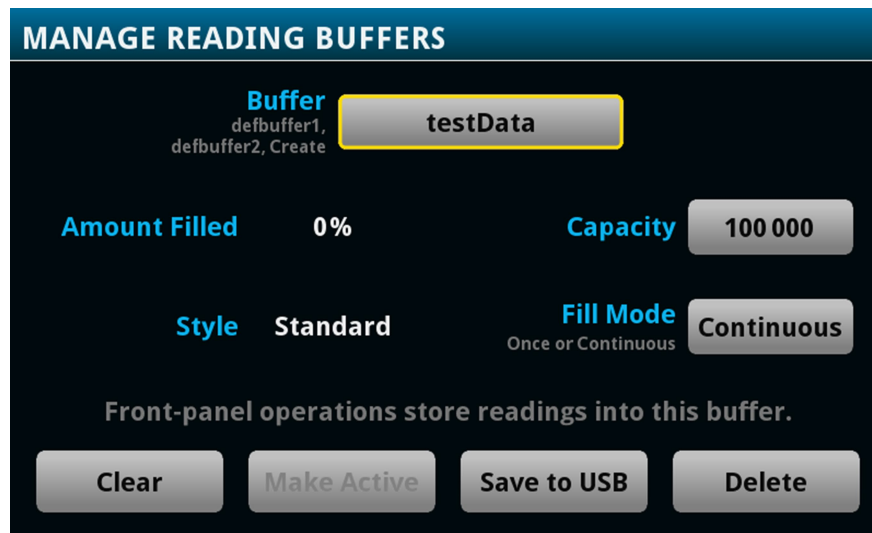 MANAGE READING BUFFERS
Buffer
defbuffer1,
defbuffer2, Create
testData
Amount Filled
0%
Capacity
100 000
Style
Standard
Fill Mode
Once or Continuous
Continuous
Front-panel operations store readings into this buffer.
Clear
Make Active
Save to USB
Delete